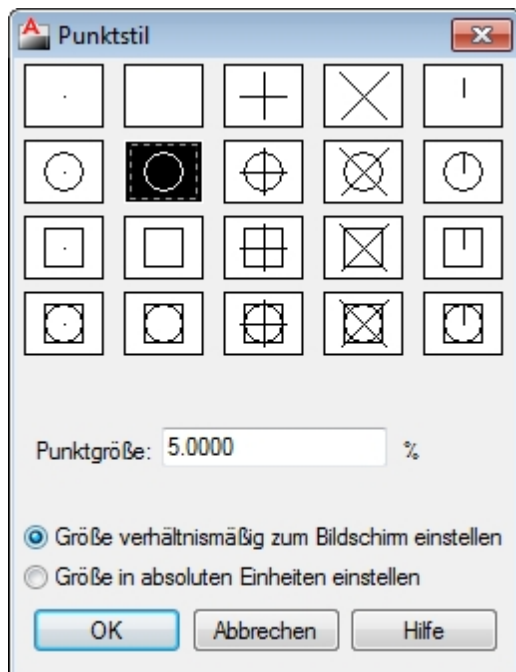 Punktstil
Punktgröße: 5.0000 %
Größe verhältnismäßig zum Bildschirm einstellen
Größe in absoluten Einheiten einstellen
OK Abbrechen Hilfe